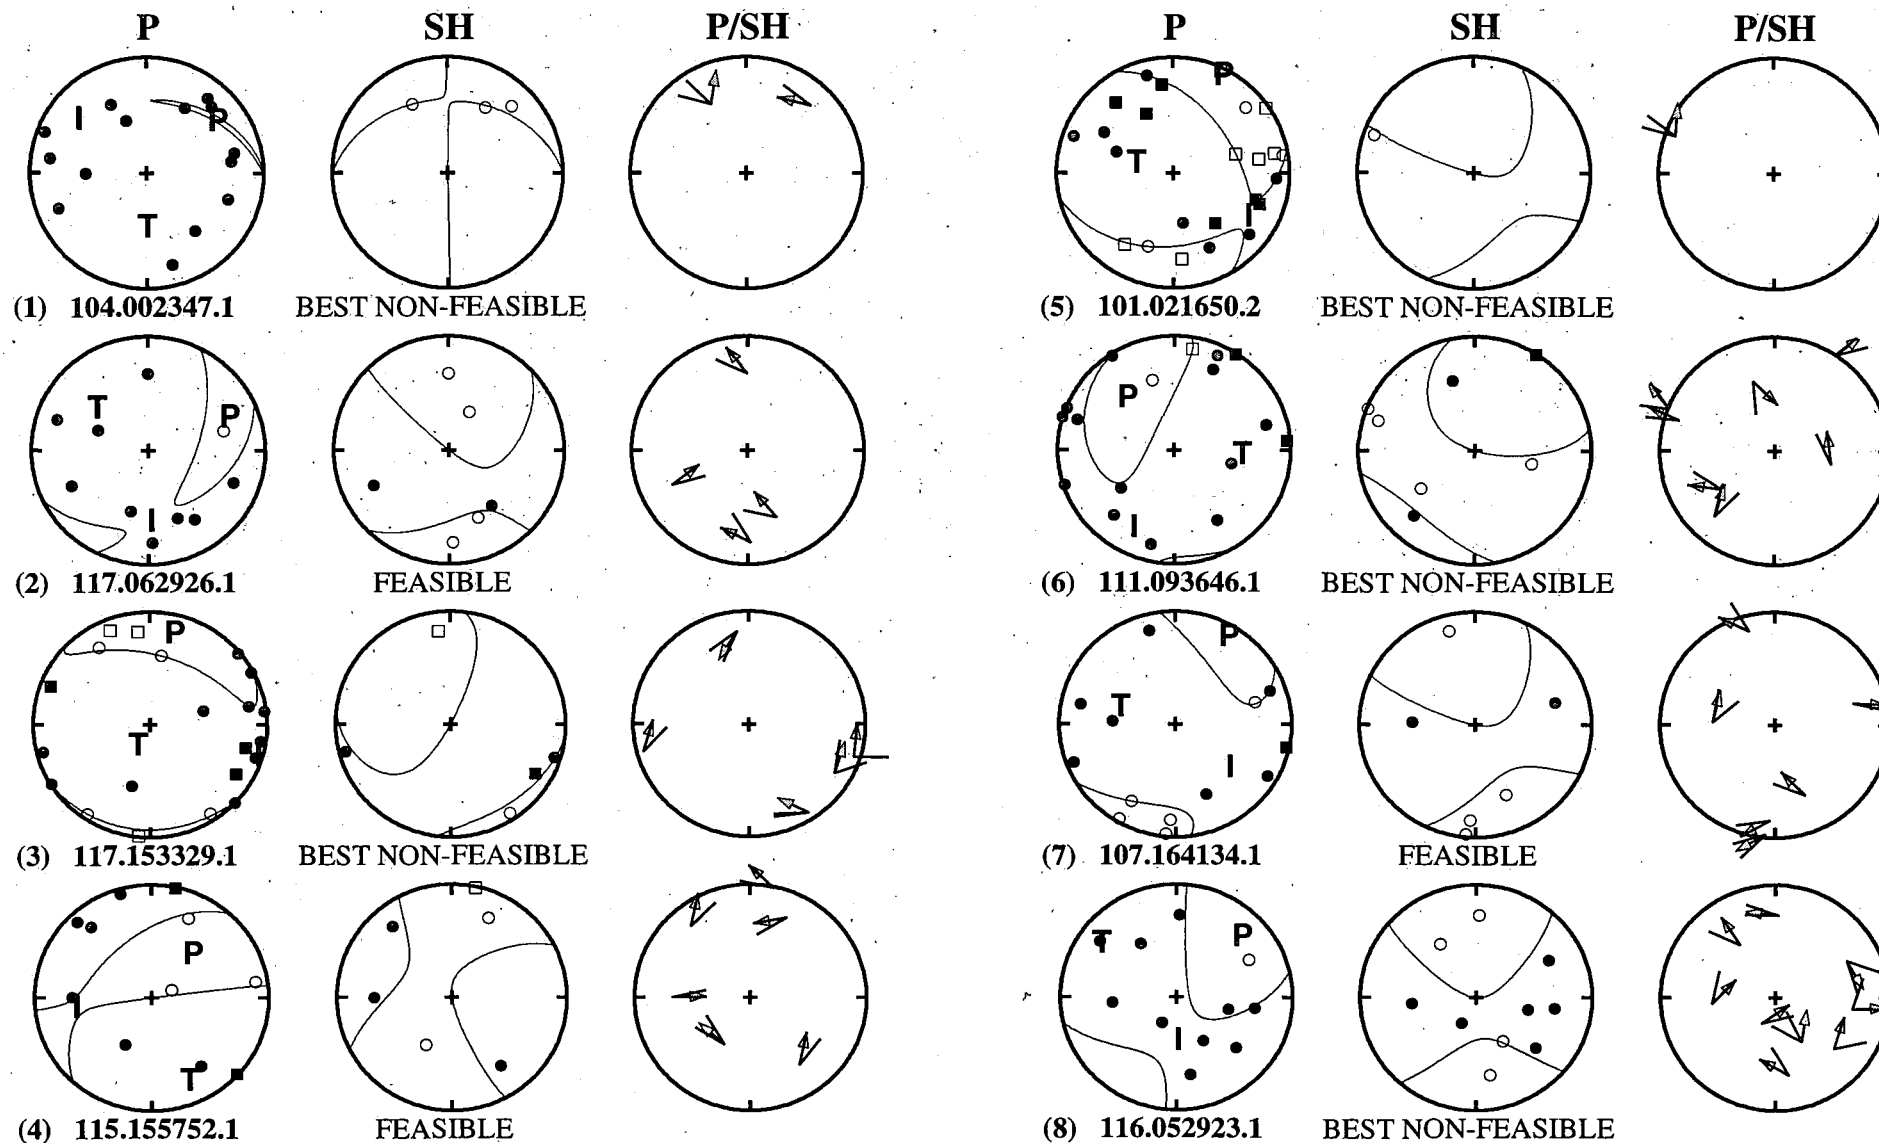 P SH P/SH P SH P/SH
I P T
(1) 104.002347.1 BEST NON-FEASIBLE
P T I
(5) 101.021650.2 BEST NON-FEASIBLE
T P I
(2) 117.062926.1 FEASIBLE
P T I
(6) 111.093646.1 BEST NON-FEASIBLE
P T
(3) 117.153329.1 BEST NON-FEASIBLE
P T I
(7) 107.164134.1 FEASIBLE
P I T
(4) 115.155752.1 FEASIBLE
T P I
(8) 116.052923.1 BEST NON-FEASIBLE